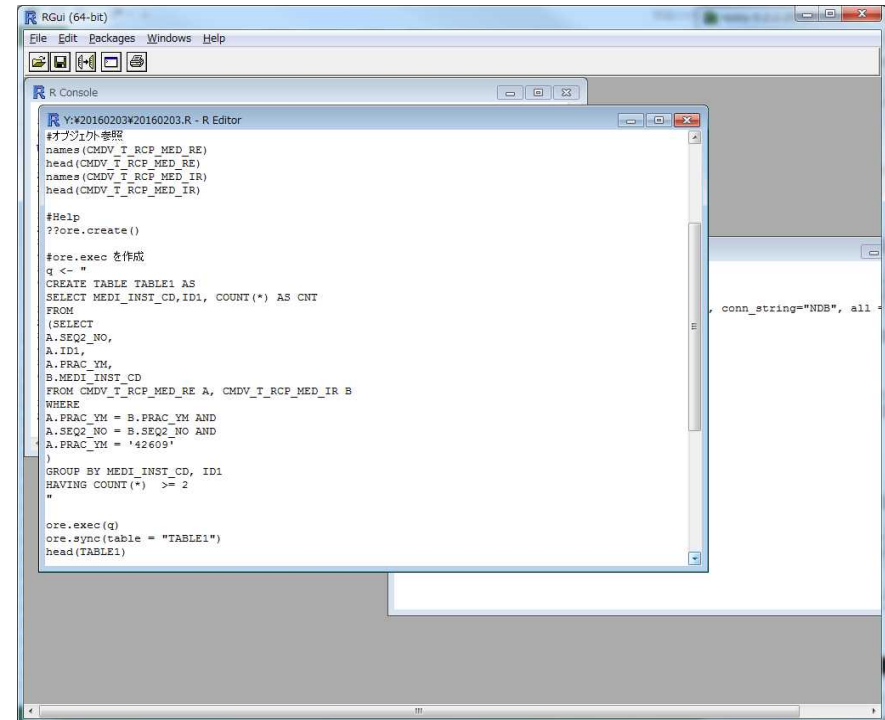 RGui (64-bit)
File Edit Packages Windows Help
R Console
Y:¥20160203¥20160203.R - R Editor
#オブジェクト参照
names(CMDV_T_RCP_MED_RE)
head(CMDV_T_RCP_MED_RE)
names(CMDV_T_RCP_MED_IR)
head(CMDV_T_RCP_MED_IR)
#Help
??ore.create()
#ore.exec を作成
q <- "
CREATE TABLE TABLE1 AS
SELECT MEDI_INST_CD,ID1, COUNT(*) AS CNT
FROM
(SELECT
A.SEQ2_NO,
A.ID1,
A.PRAC_YM,
B.MEDI_INST_CD
FROM CMDV_T_RCP_MED_RE A, CMDV_T_RCP_MED_IR B
WHERE
A.PRAC_YM = B.PRAC_YM AND
A.SEQ2_NO = B.SEQ2_NO AND
A.PRAC_YM = '42609'
)
GROUP BY MEDI_INST_CD, ID1
HAVING COUNT(*) >= 2
"
ore.exec(q)
ore.sync(table = "TABLE1")
head(TABLE1)
, conn_string="NDB", all =